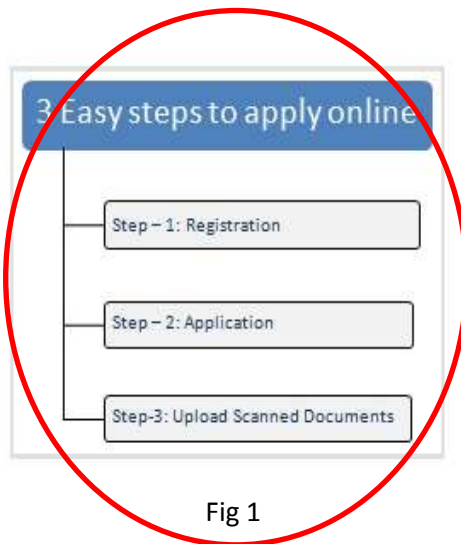 3 Easy steps to apply online
Step – 1: Registration
Step – 2: Application
Step-3: Upload Scanned Documents
Fig 1